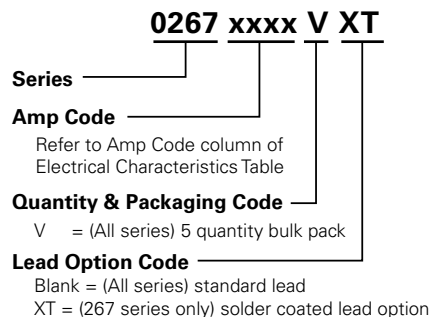 0267 xxxx V XT
Series
Amp Code
Refer to Amp Code column of
Electrical Characteristics Table
Quantity & Packaging Code
V = (All series) 5 quantity bulk pack
Lead Option Code
Blank = (All series) standard lead
XT = (267 series only) solder coated lead option